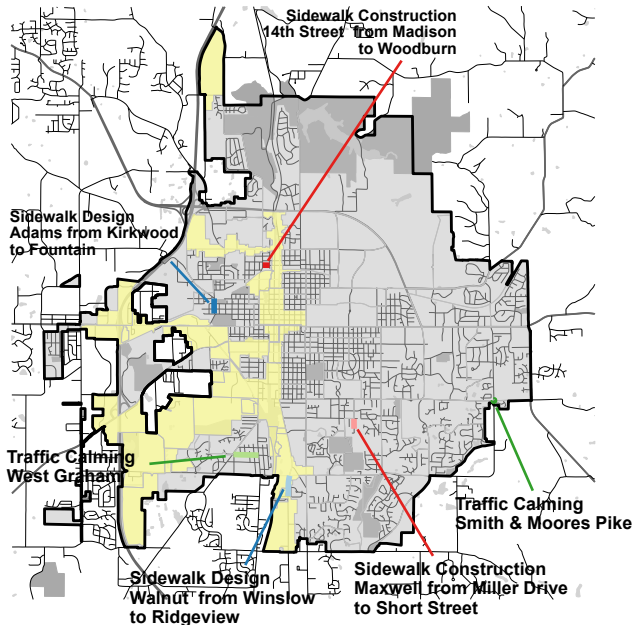 Sidewalk Construction
14th Street from Madison
to Woodburn
Sidewalk Design
Adams from Kirkwood
to Fountain
Traffic Calming
West Graham
Traffic Calming
Smith & Moores Pike
Sidewalk Design
Walnut from Winslow
to Ridgeview
Sidewalk Construction
Maxwell from Miller Drive
to Short Street